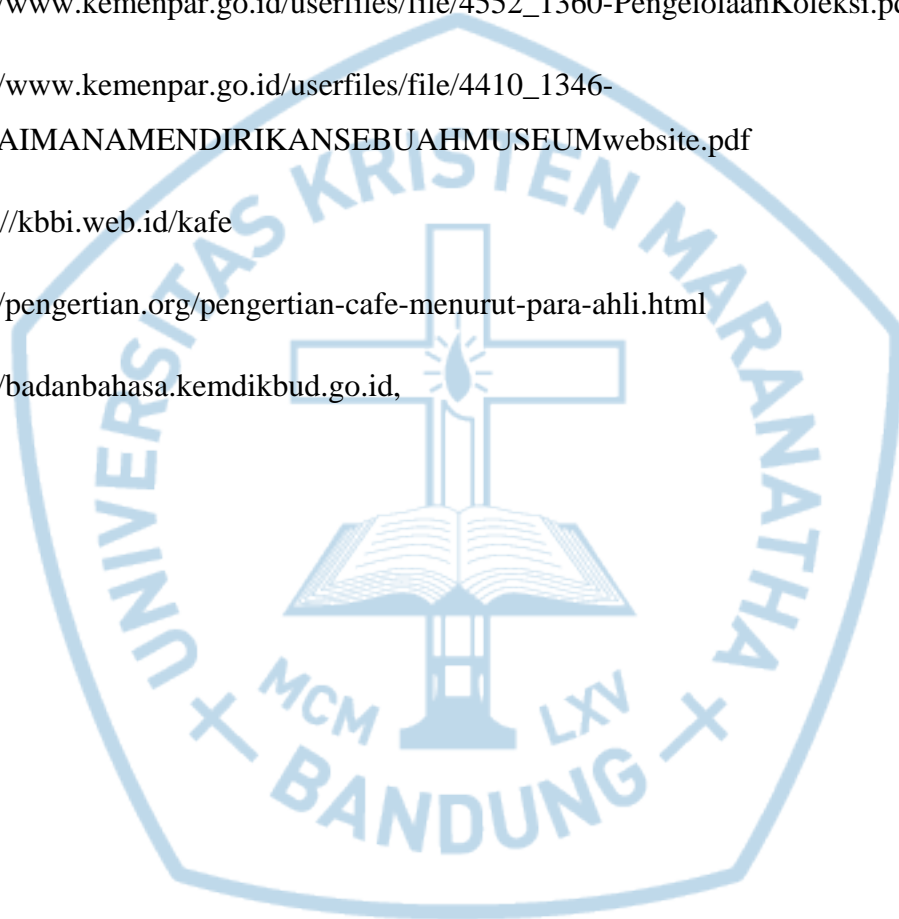 /www.kemenpar.go.id/userfiles/file/4552_1360-PengelolaanKoleksi.pd
/www.kemenpar.go.id/userfiles/file/4410_1346-
AIMANAMENDIRIKANSEBUAHMUSEUMwebsite.pdf
//kbbi.web.id/kafe
/pengertian.org/pengertian-cafe-menurut-para-ahli.html
/badanbahasa.kemdikbud.go.id,
UNIVERSITAS KRISTEN MARANATHA
MCM LXV
BANDUNG